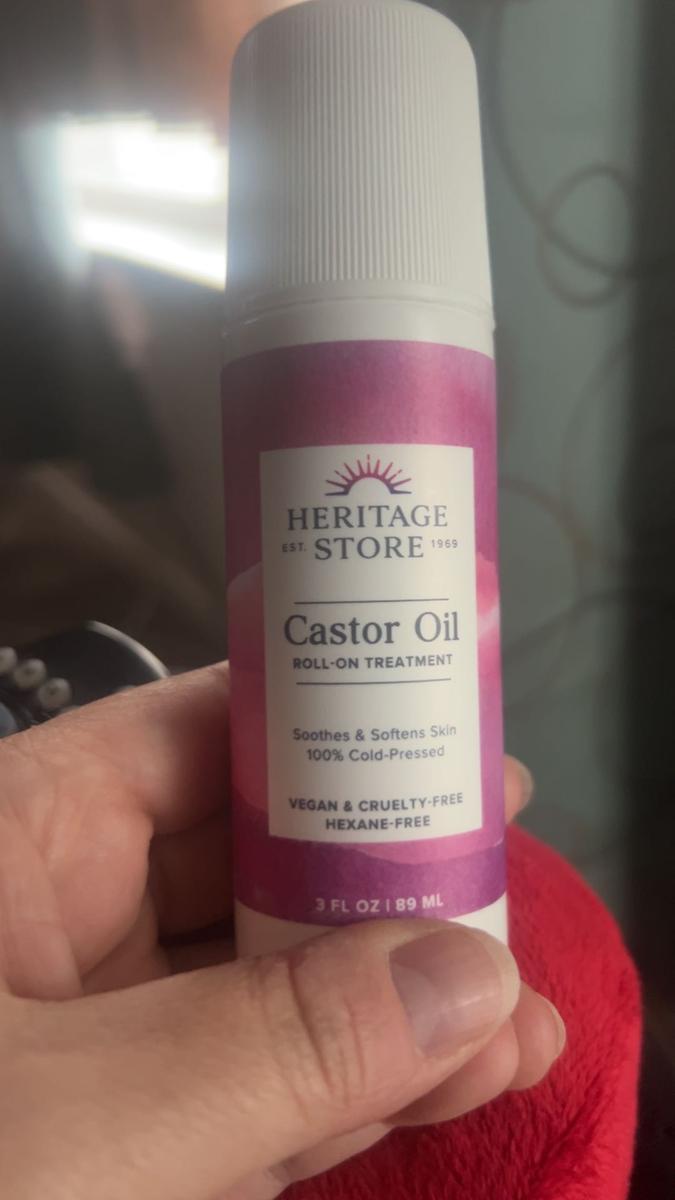 HERITAGE
EST. STORE 1969
Castor Oil
ROLL-ON TREATMENT
Soothes & Softens Skin
100% Cold-Pressed
VEGAN & CRUELTY-FREE
HEXANE-FREE
3 FL OZ | 89 ML